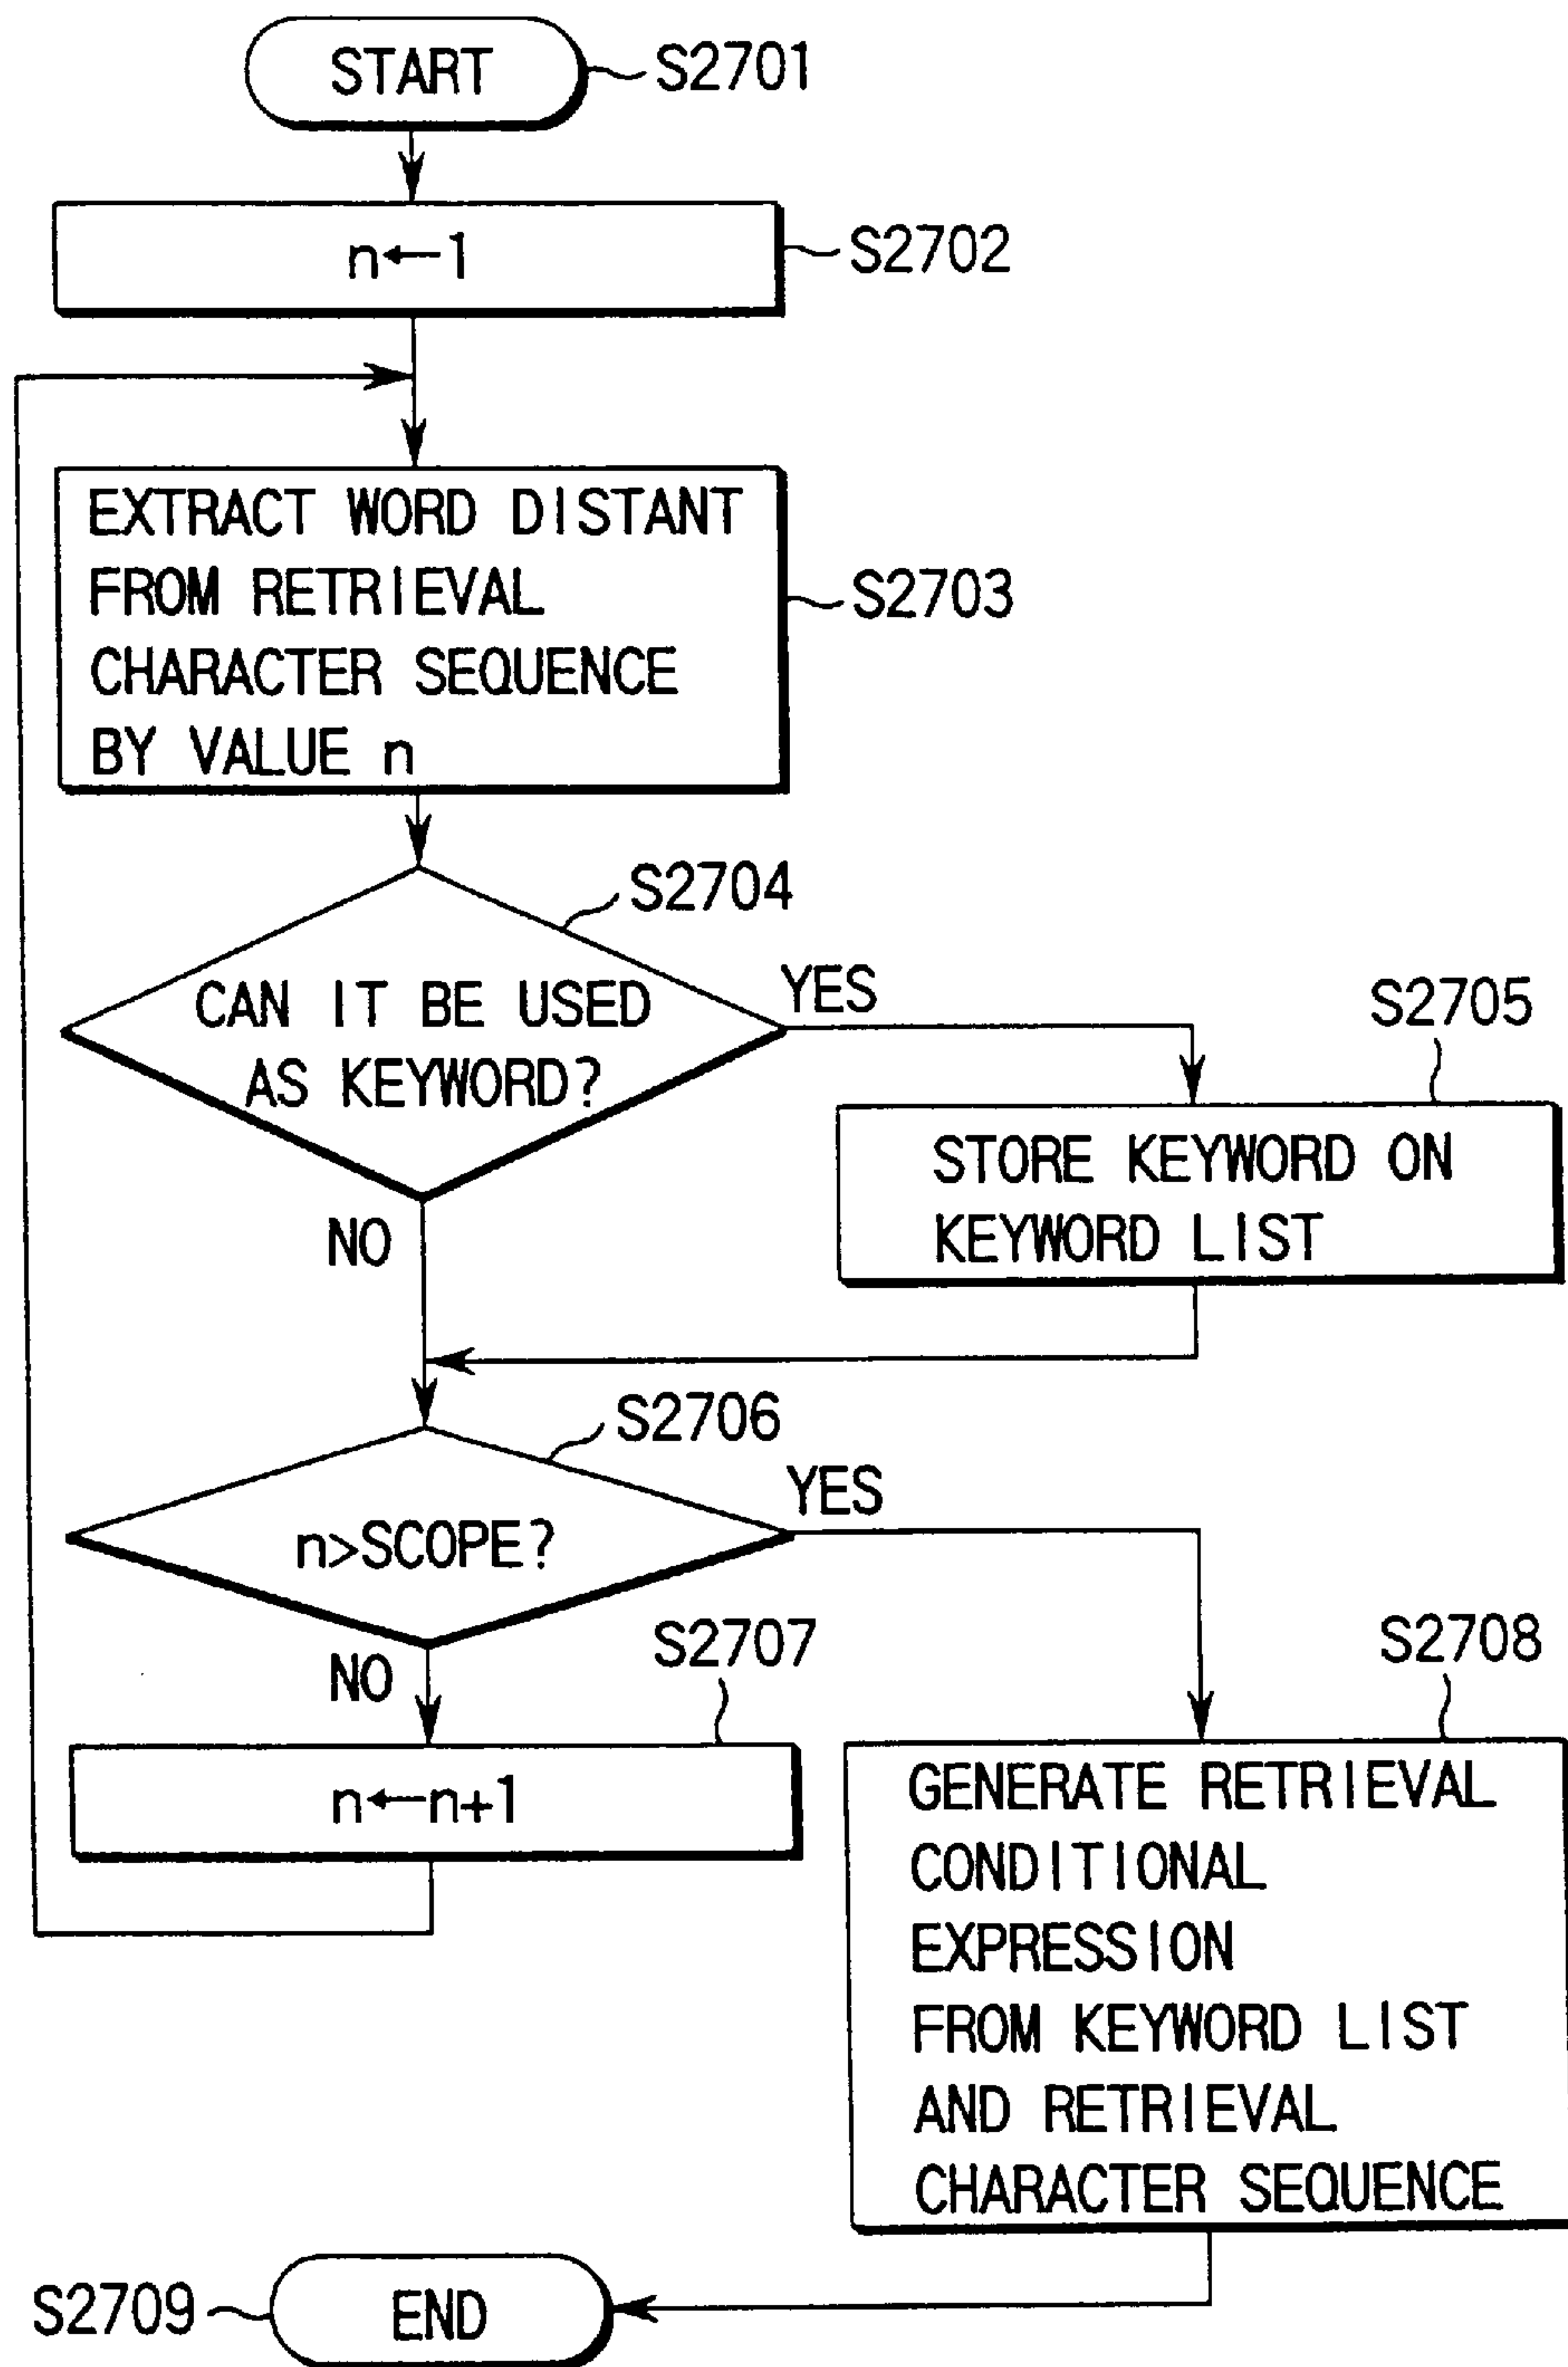 START
S2701
n←1
S2702
EXTRACT WORD DISTANT
FROM RETRIEVAL
CHARACTER SEQUENCE
BY VALUE n
S2703
S2704
CAN IT BE USED
AS KEYWORD?
YES
NO
S2705
STORE KEYWORD ON
KEYWORD LIST
S2706
n>SCOPE?
YES
NO
S2707
n←n+1
S2708
GENERATE RETRIEVAL
CONDITIONAL
EXPRESSION
FROM KEYWORD LIST
AND RETRIEVAL
CHARACTER SEQUENCE
S2709
END